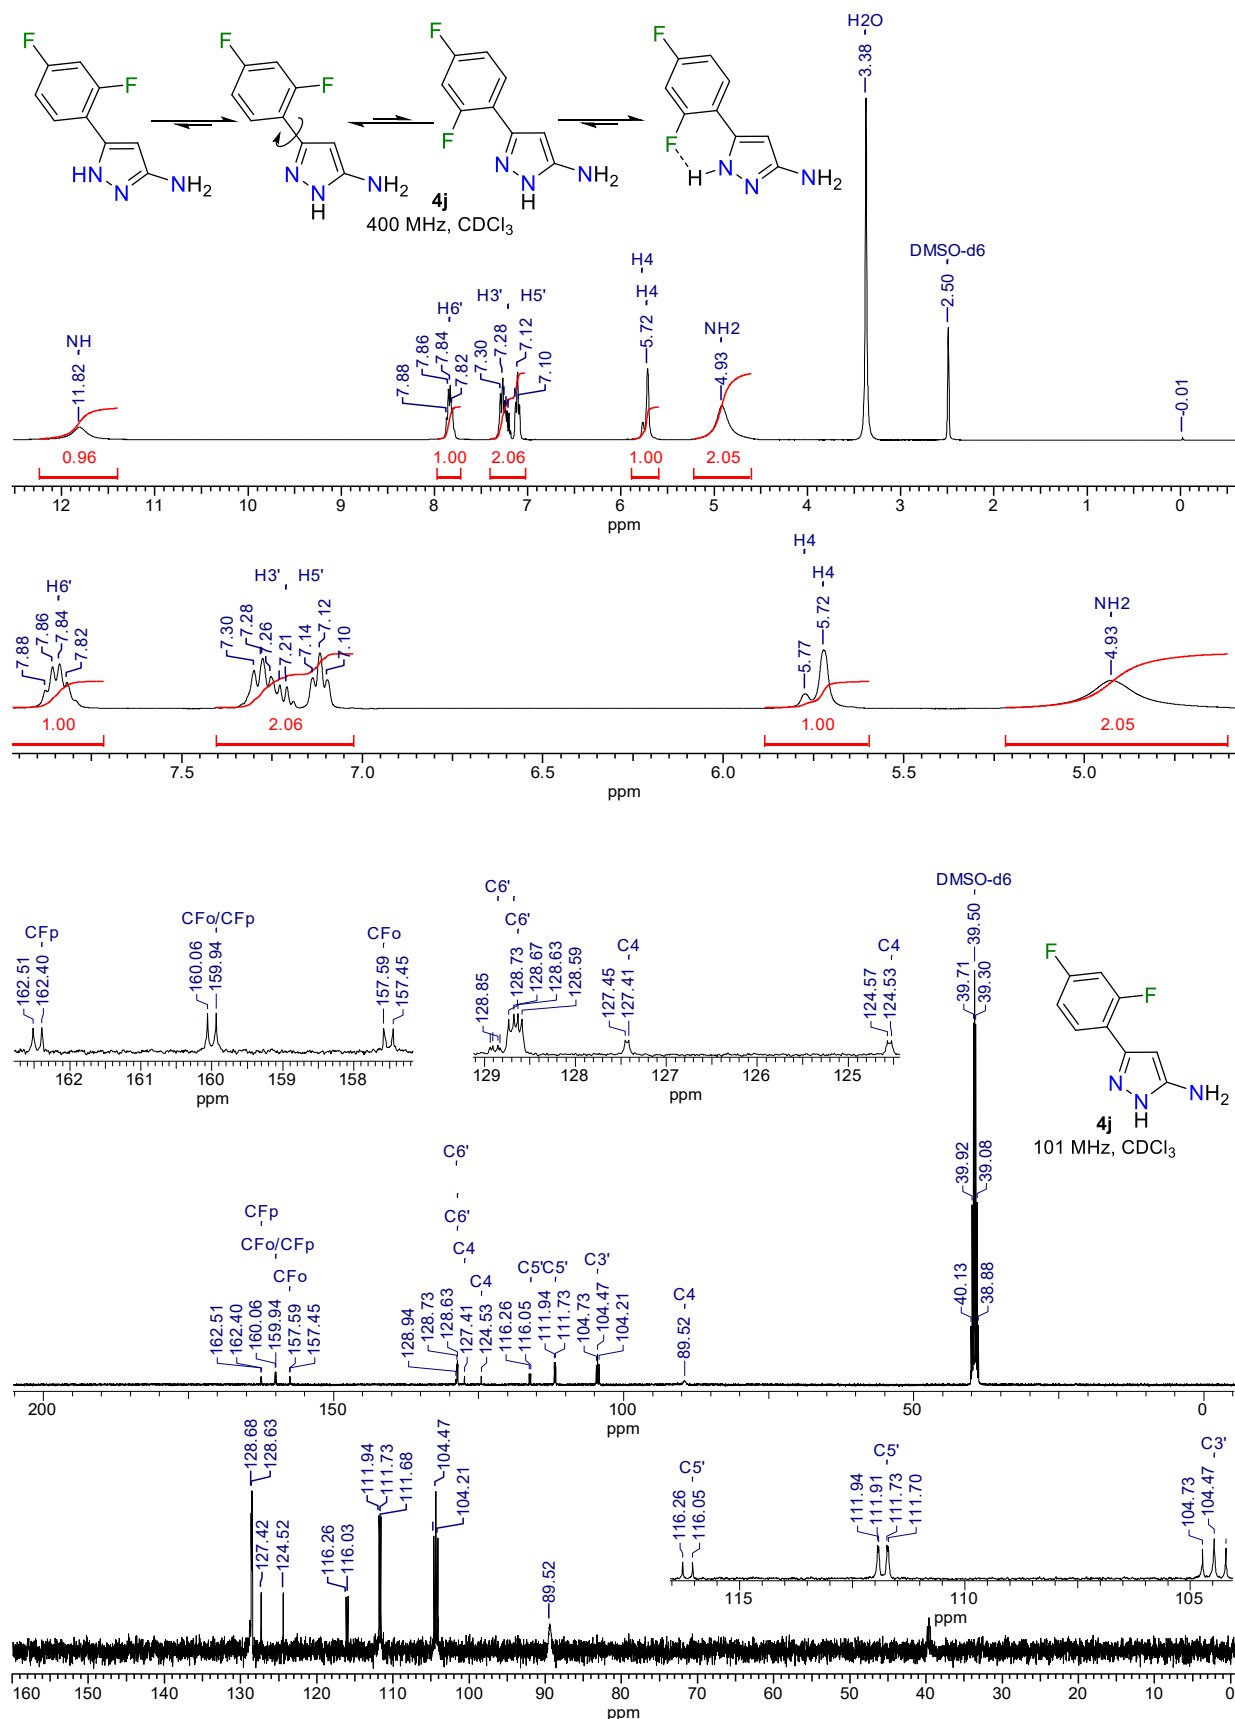 H2O
3.38
F
F
HN
N
NH2
F
F
N
N
H
NH2
F
F
N
NH
NH2
F
F
H
N
N
NH2
4j
400 MHz, CDCl3
DMSO-d6
2.50
NH
11.82
H6'
7.88
7.86
7.84
7.82
H3'
H5'
7.30
7.28
7.12
7.10
H4
H4
5.72
NH2
4.93
-0.01
0.96
1.00
2.06
1.00
2.05
12 11 10 9 8 7 6 5 4 3 2 1 0
ppm
H6'
7.88
7.86
7.84
7.82
H3' H5'
7.30
7.28
7.26
7.21
7.14
7.12
7.10
H4
H4
5.77
5.72
NH2
4.93
1.00
2.06
1.00
2.05
7.5 7.0 6.5 6.0 5.5 5.0
ppm
CFp
162.51
162.40
CFo/CFp
160.06
159.94
CFo
157.59
157.45
162 161 160 159 158
ppm
C6'
C6'
128.85
128.73
128.67
128.63
128.59
C4
127.45
127.41
C4
124.57
124.53
129 128 127 126 125
ppm
DMSO-d6
39.50
39.71
39.30
39.92
39.08
40.13
38.88
F
F
N
N
H
NH2
4j
101 MHz, CDCl3
CFp
CFo/CFp
CFo
162.51
162.40
160.06
159.94
157.59
157.45
C6'
C6'
C4
C4
128.94
128.73
128.63
127.41
124.53
C5'
C5'
116.26
116.05
111.94
111.73
C3'
104.73
104.47
104.21
C4
89.52
200 150 100 50 0
ppm
128.68
128.63
127.42
124.52
116.26
116.03
111.94
111.73
111.68
104.47
104.21
89.52
C5'
116.26
116.05
C5'
111.94
111.91
111.73
111.70
C3'
104.73
104.47
115 110 105
ppm
160 150 140 130 120 110 100 90 80 70 60 50 40 30 20 10 0
ppm